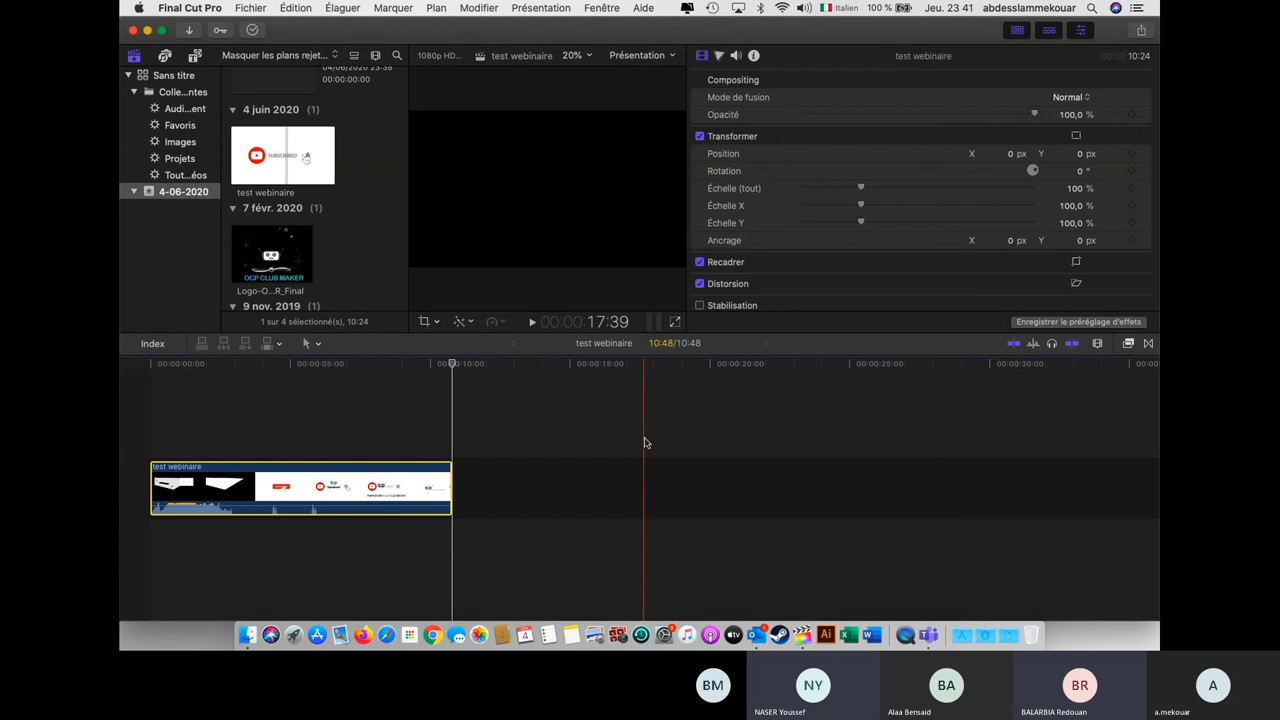 Final Cut Pro Fichier Édition Élaguer Marquer Plan Modifier Présentation Fenêtre Aide Italien 100 % Jeu 23 41 abdesslammekouar
Masquer les plans rejet... 1080p HD... test webinaire 20% Présentation test webinaire 00:00:10:24
Sans titre
Colle...ntes
Audi...ent
Favoris
Images
Projets
Tout...éos
4-06-2020
04/06/2020 23:38
00:00:00:00
4 juin 2020 (1)
SUBSCRIBED
test webinaire
7 févr. 2020 (1)
OCP CLUB MAKER
Logo-O...R_Final
9 nov. 2019 (1)
1 sur 4 sélectionné(s), 10:24
00:00:17:39
Compositing
Mode de fusion Normal
Opacité 100,0 %
Transformer
Position X 0 px Y 0 px
Rotation 0 °
Échelle (tout) 100 %
Échelle X 100,0 %
Échelle Y 100,0 %
Ancrage X 0 px Y 0 px
Recadrer
Distorsion
Stabilisation
Enregistrer le préréglage d'effets
Index test webinaire 10:48/10:48
00:00:00:00 00:00:05:00 00:00:10:00 00:00:15:00 00:00:20:00 00:00:25:00 00:00:30:00 00:00
test webinaire
BM NY BA BR A
NASER Youssef Alaa Bensaid BALARBIA Redouan a.mekouar